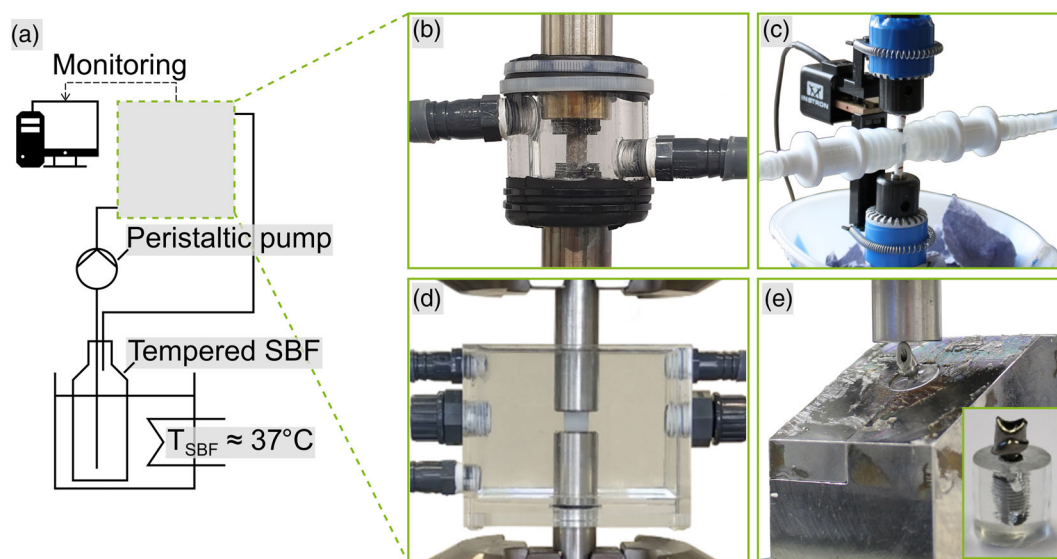 (a)
Monitoring
Peristaltic pump
Tempered SBF
T_SBF ≈ 37°C
(b)
(c)
INSTRON
(d)
(e)